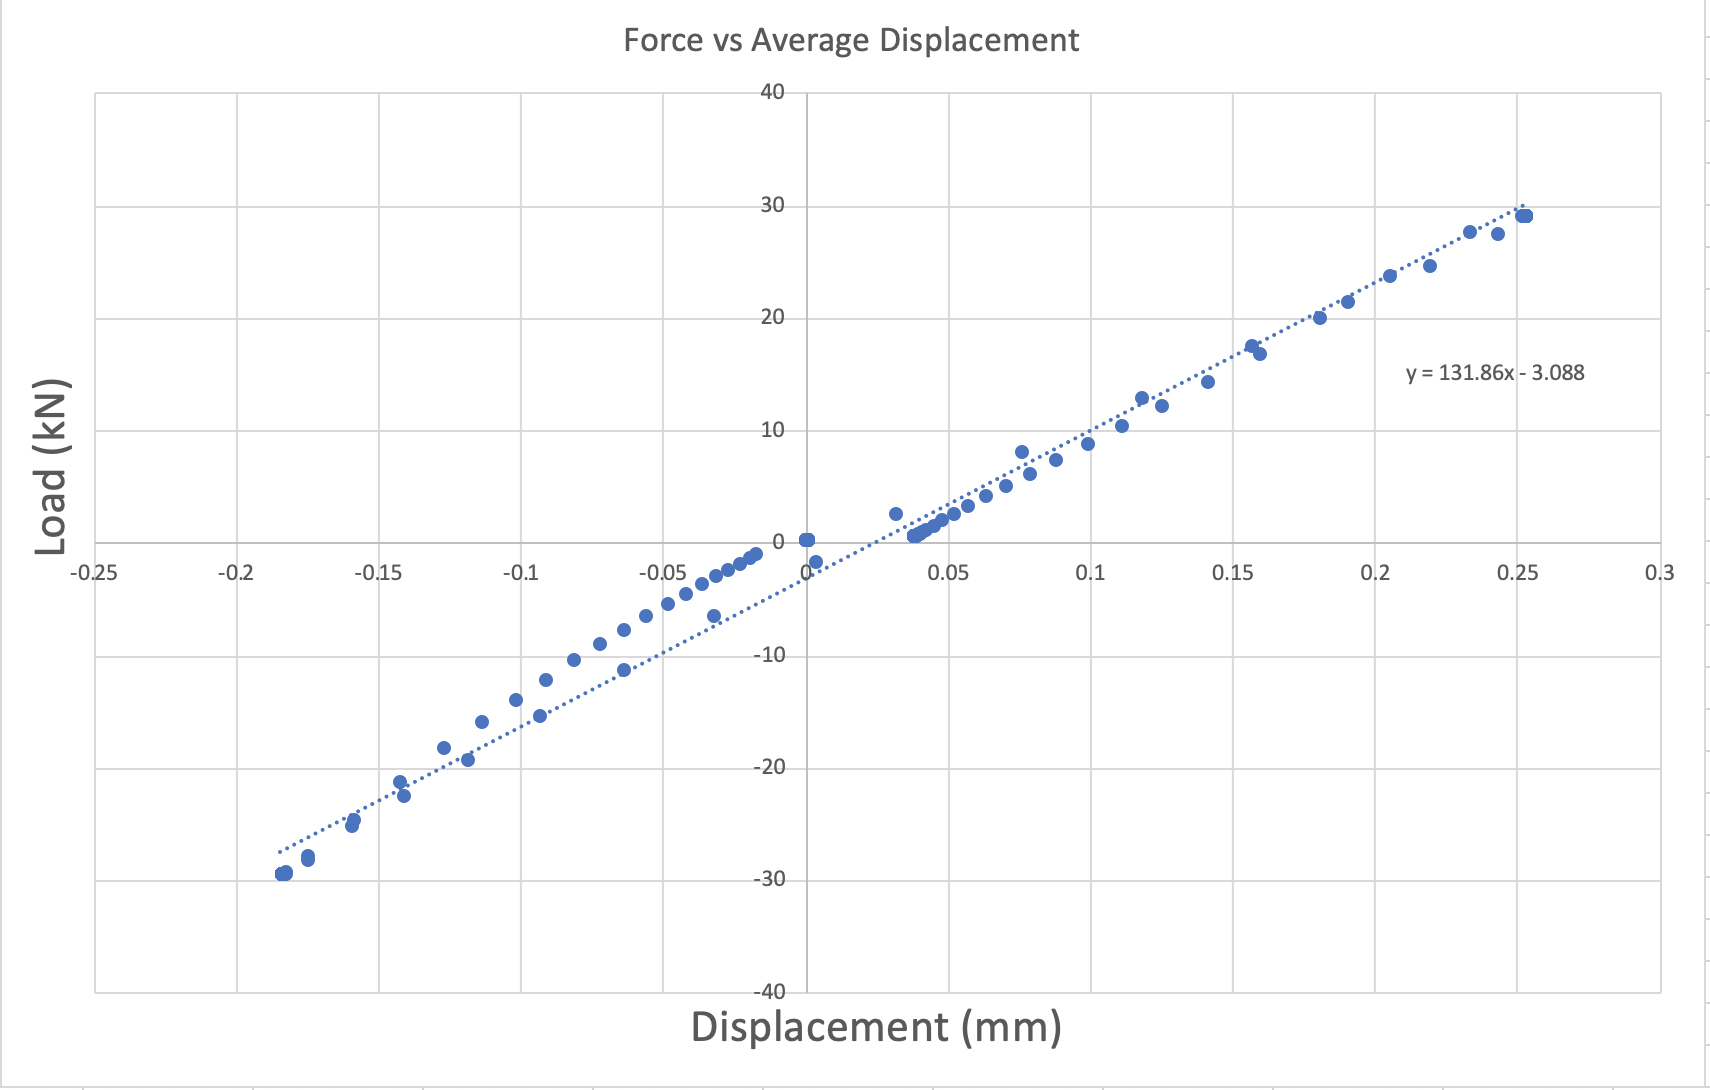 Force vs Average Displacement
40
30
20
y = 131.86x - 3.088
10
0
-0.25 -0.2 -0.15 -0.1 -0.05 0 0.05 0.1 0.15 0.2 0.25 0.3
-10
-20
-30
-40
Load (kN)
Displacement (mm)